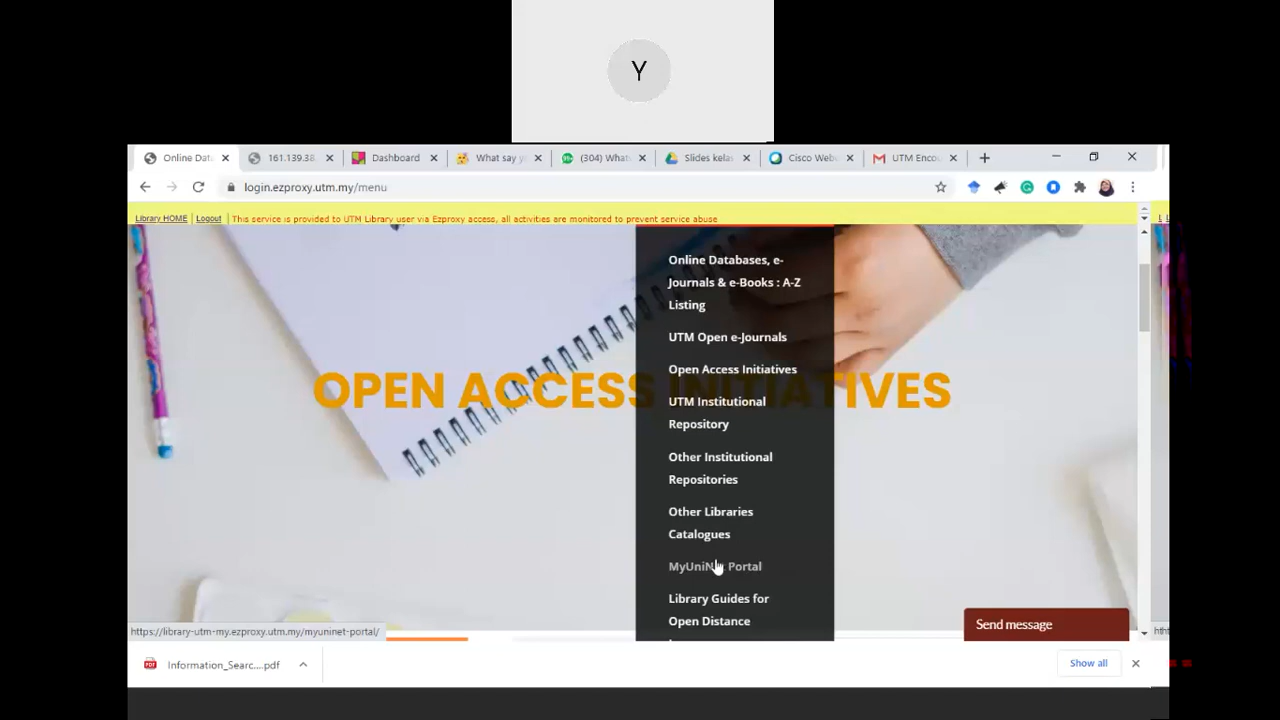 Y
Online Dat
161.139.38.
Dashboard
What say y
(304) Whats
Slides kelas
Cisco Webe
UTM Enco
login.ezproxy.utm.my/menu
Library HOME | Logout | This service is provided to UTM Library user via Ezproxy access, all activities are monitored to prevent service abuse
Online Databases, e-
Journals & e-Books : A-Z
Listing
UTM Open e-Journals
Open Access Initiatives
OPEN ACCESS INITIATIVES
UTM Institutional
Repository
Other Institutional
Repositories
Other Libraries
Catalogues
MyUniNet Portal
Library Guides for
Open Distance
Send message
https://library-utm-my.ezproxy.utm.my/myuninet-portal/
Information_Searc....pdf
Show all